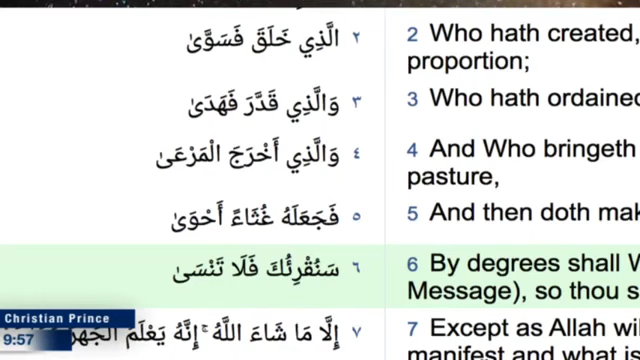 ٢ الَّذِي خَلَقَ فَسَوَّىٰ
2 Who hath created,
proportion;
٣ وَالَّذِي قَدَّرَ فَهَدَىٰ
3 Who hath ordained
٤ وَالَّذِي أَخْرَجَ الْمَرْعَىٰ
4 And Who bringeth
pasture,
٥ فَجَعَلَهُ غُثَاءً أَحْوَىٰ
5 And then doth mak
٦ سَنُقْرِئُكَ فَلَا تَنْسَىٰ
6 By degrees shall W
Message), so thou s
٧ إِلَّا مَا شَاءَ اللَّهُ ۚ إِنَّهُ يَعْلَمُ الْجَهْرَ
7 Except as Allah wil
manifest and what is
Christian Prince
9:57